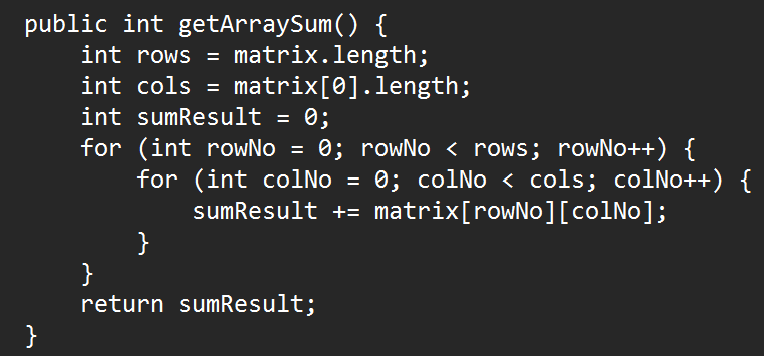 public int getArraySum() {
    int rows = matrix.length;
    int cols = matrix[0].length;
    int sumResult = 0;
    for (int rowNo = 0; rowNo < rows; rowNo++) {
        for (int colNo = 0; colNo < cols; colNo++) {
            sumResult += matrix[rowNo][colNo];
        }
    }
    return sumResult;
}